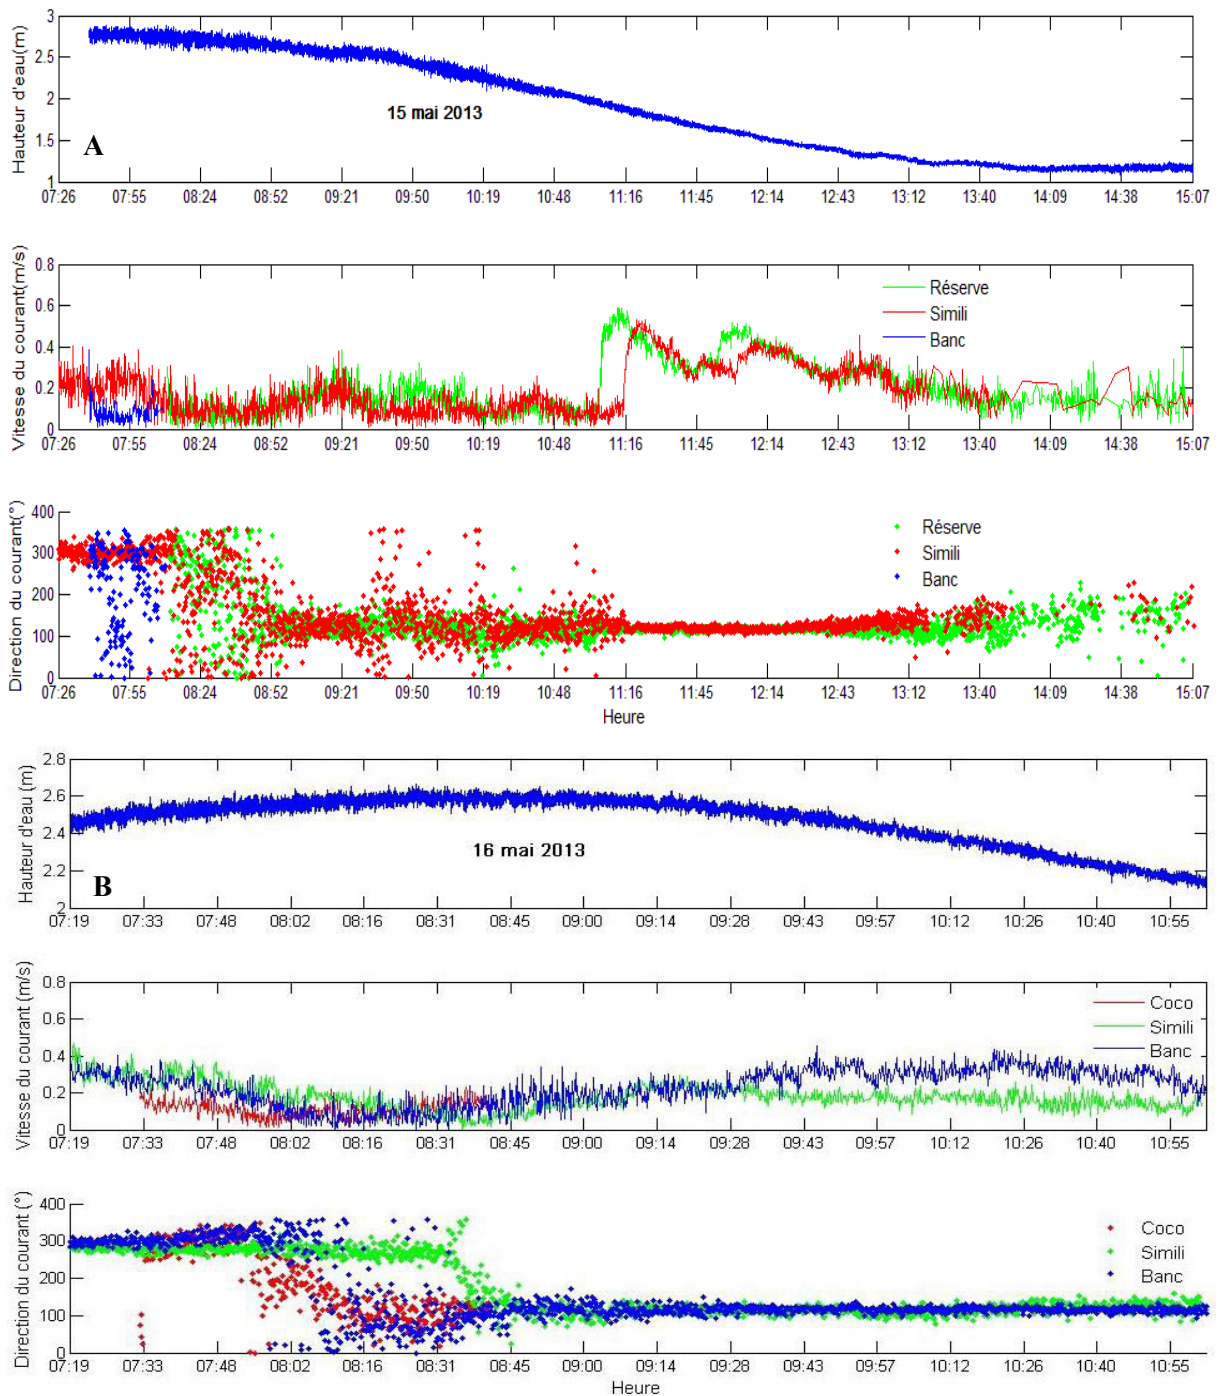 Hauteur d'eau(m)
3
2.5
2
1.5
1
15 mai 2013
A
07:26 07:55 08:24 08:52 09:21 09:50 10:19 10:48 11:16 11:45 12:14 12:43 13:12 13:40 14:09 14:38 15:07
Vitesse du courant(m/s)
0.8
0.6
0.4
0.2
0
Réserve
Simili
Banc
07:26 07:55 08:24 08:52 09:21 09:50 10:19 10:48 11:16 11:45 12:14 12:43 13:12 13:40 14:09 14:38 15:07
Direction du courant(°)
400
300
200
100
0
Réserve
Simili
Banc
07:26 07:55 08:24 08:52 09:21 09:50 10:19 10:48 11:16 11:45 12:14 12:43 13:12 13:40 14:09 14:38 15:07
Heure
Hauteur d'eau (m)
2.8
2.6
2.4
2.2
2
16 mai 2013
B
07:19 07:33 07:48 08:02 08:16 08:31 08:45 09:00 09:14 09:28 09:43 09:57 10:12 10:26 10:40 10:55
Vitesse du courant (m/s)
0.8
0.6
0.4
0.2
0
Coco
Simili
Banc
07:19 07:33 07:48 08:02 08:16 08:31 08:45 09:00 09:14 09:28 09:43 09:57 10:12 10:26 10:40 10:55
Direction du courant (°)
400
300
200
100
0
Coco
Simili
Banc
07:19 07:33 07:48 08:02 08:16 08:31 08:45 09:00 09:14 09:28 09:43 09:57 10:12 10:26 10:40 10:55
Heure